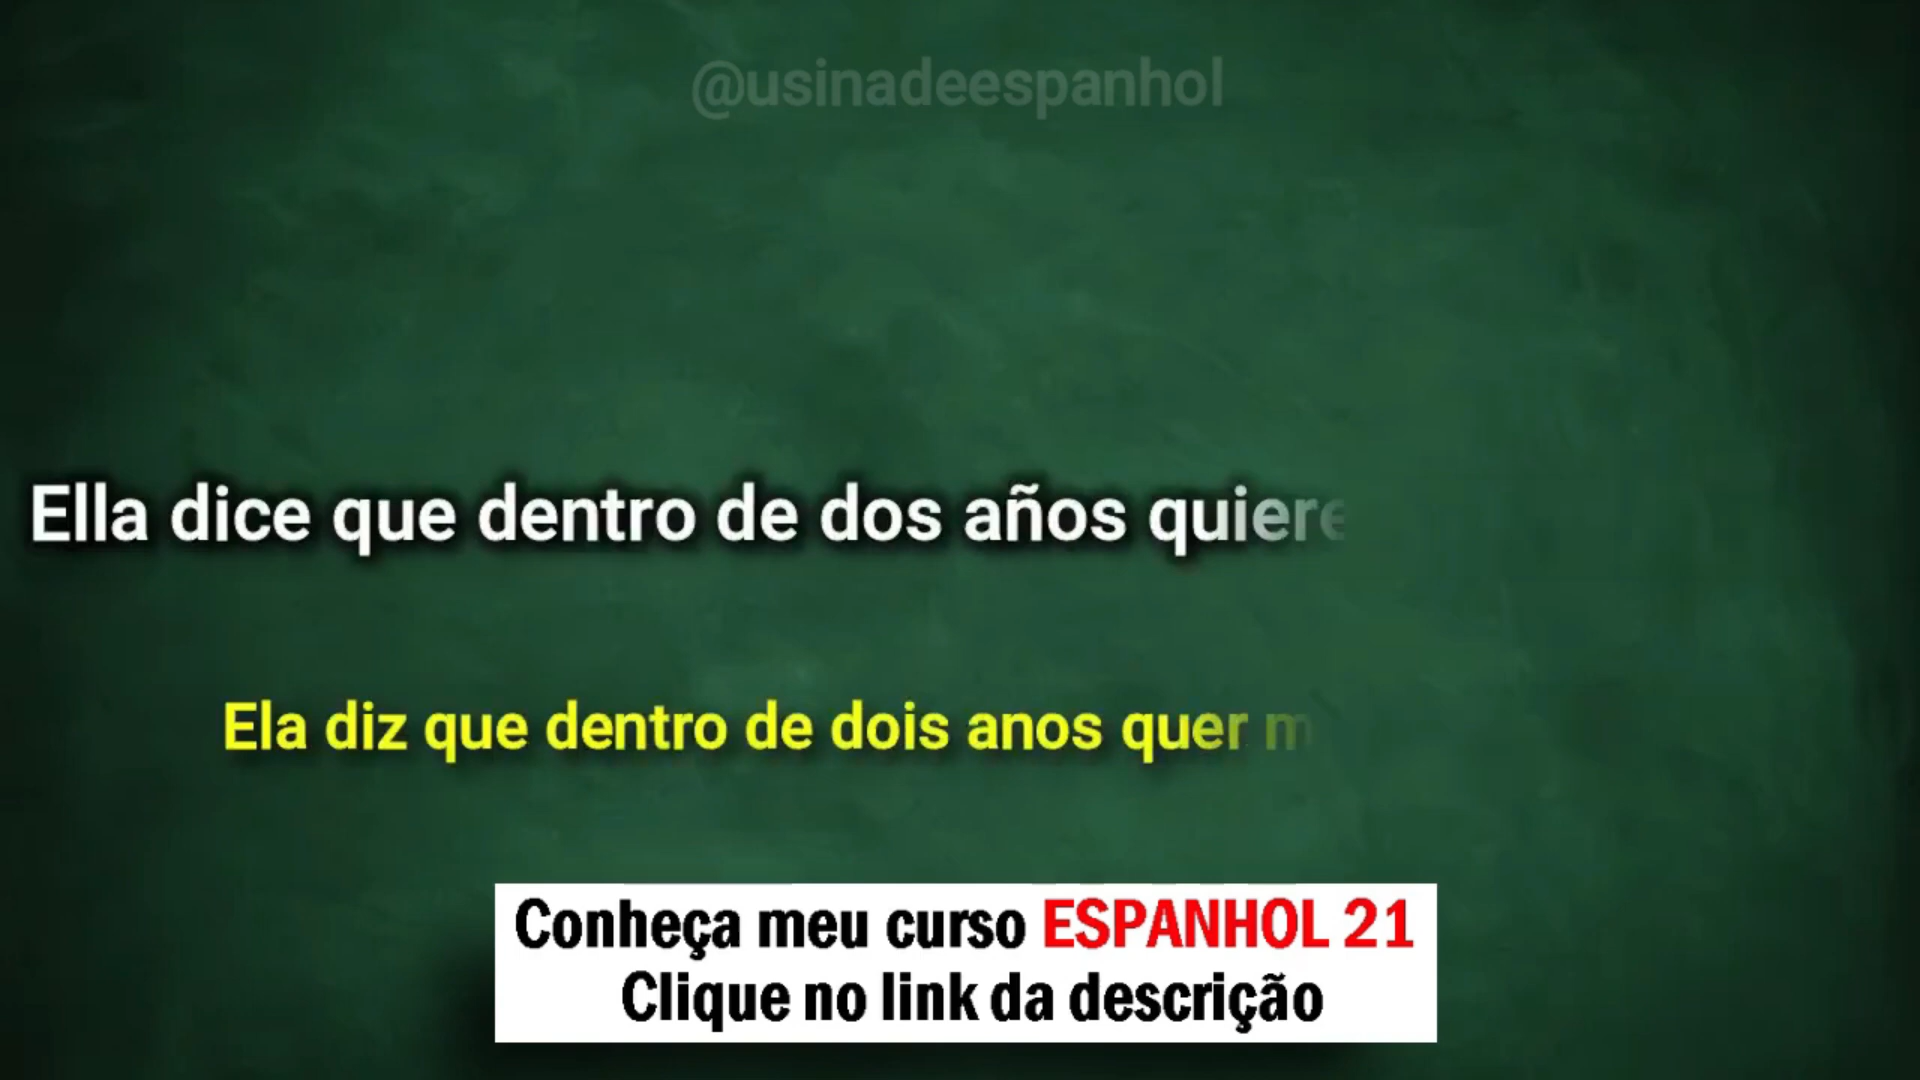 @usinadeespanhol
Ella dice que dentro de dos años quiere
Ela diz que dentro de dois anos quer
Conheça meu curso ESPANHOL 21
Clique no link da descrição